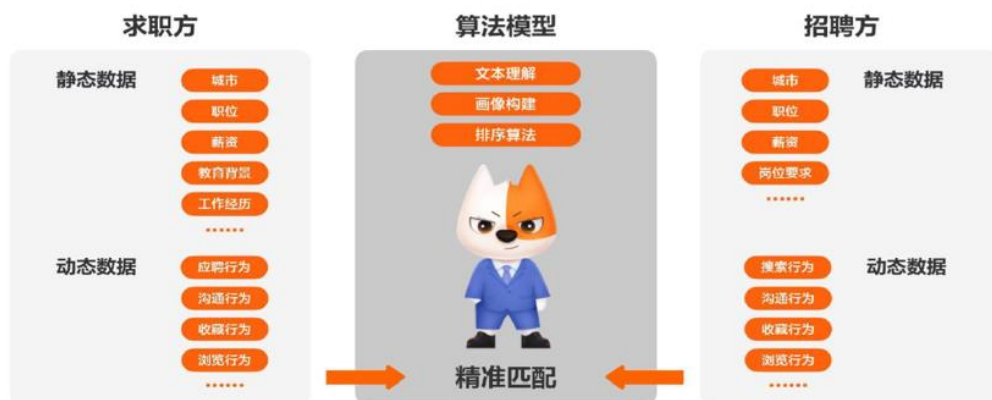 求职方
静态数据
城市
职位
薪资
教育背景
工作经历
......
动态数据
应聘行为
沟通行为
收藏行为
浏览行为
......
算法模型
文本理解
画像构建
排序算法
精准匹配
招聘方
静态数据
城市
职位
薪资
岗位要求
......
动态数据
搜索行为
沟通行为
收藏行为
浏览行为
......